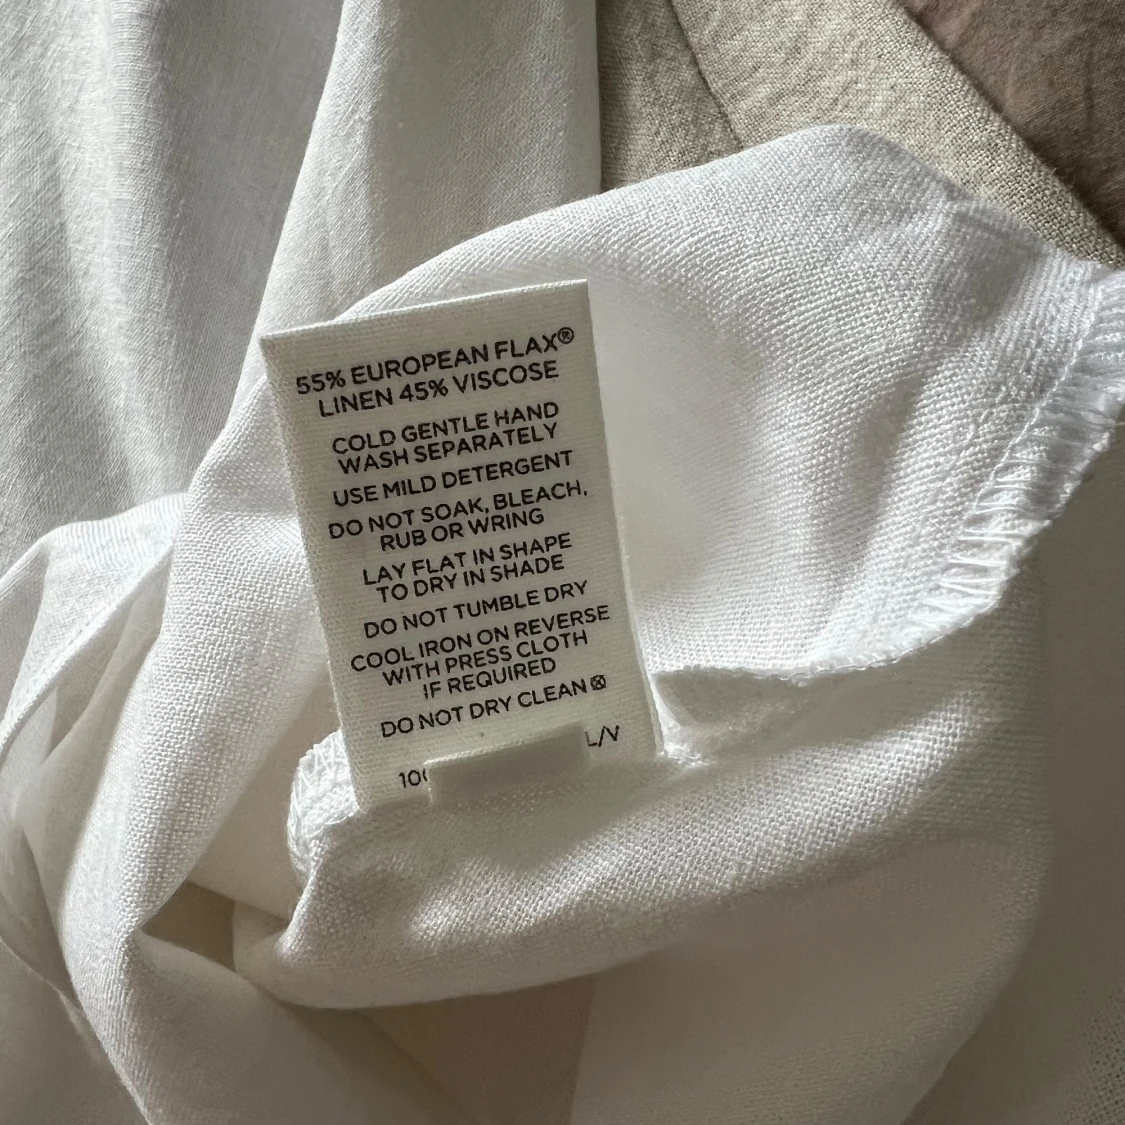 55% EUROPEAN FLAX®
LINEN 45% VISCOSE
COLD GENTLE HAND
WASH SEPARATELY
USE MILD DETERGENT
DO NOT SOAK, BLEACH,
RUB OR WRING
LAY FLAT IN SHAPE
TO DRY IN SHADE
DO NOT TUMBLE DRY
COOL IRON ON REVERSE
WITH PRESS CLOTH
IF REQUIRED
DO NOT DRY CLEAN
L/V